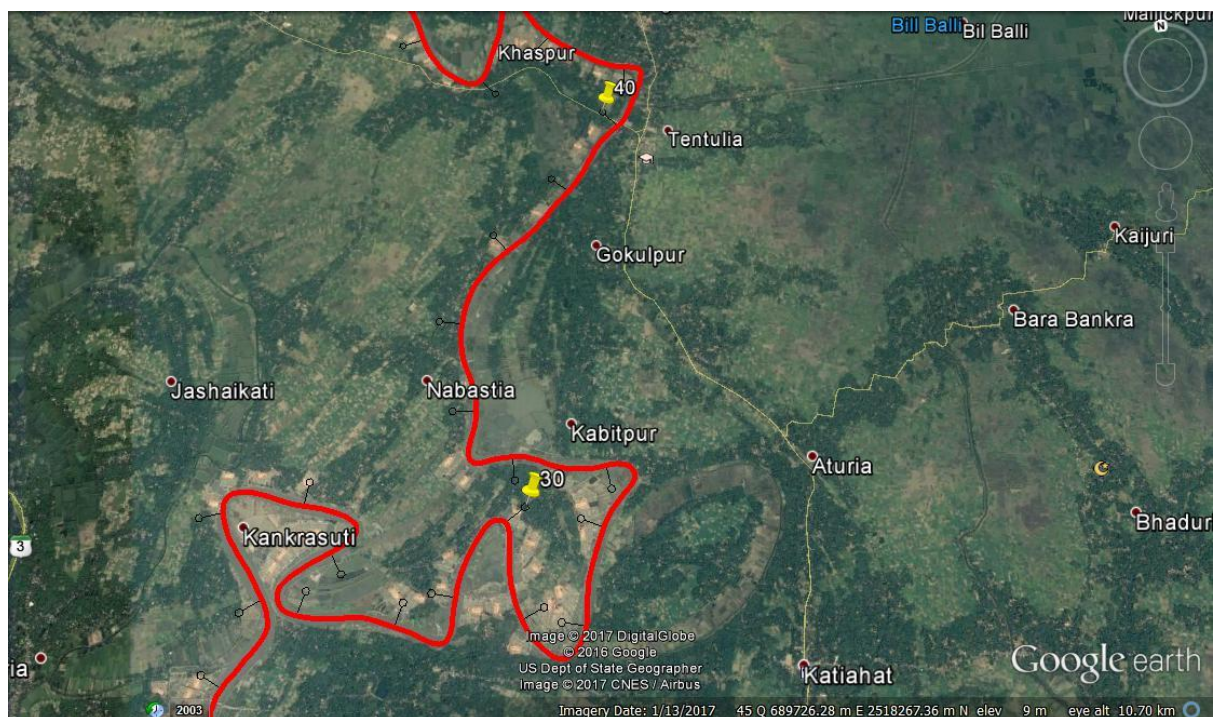 Mallickpur
Bill Balli Bil Balli
N
Khaspur
40
Tentulia
Kaijuri
Gokulpur
Bara Bankra
Jashaikati
Nabastia
Kabitpur
Aturia
30
Kankrasuti
3
Image © 2017 DigitalGlobe
© 2016 Google
US Dept of State Geographer
Image © 2017 CNES / Airbus
ia
Katiahat
Google earth
2003
Imagery Date: 1/13/2017 45 Q 689726.28 m E 2518267.36 m N elev 9 m eye alt 10.70 km